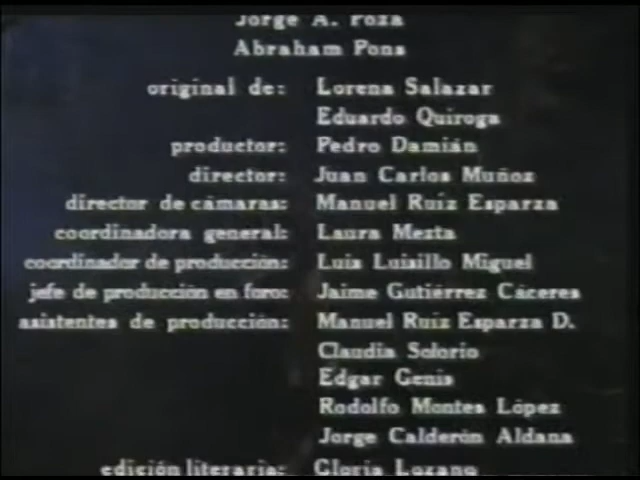 Jorge A. Poza
Abraham Pons
original de: Lorena Salazar
Eduardo Quiroga
productor: Pedro Damián
director: Juan Carlos Muñoz
director de cámaras: Manuel Ruiz Esparza
coordinadora general: Laura Mezta
coordinador de producción: Luis Luisillo Miguel
jefe de producción en foro: Jaime Gutiérrez Cáceres
asistentes de producción: Manuel Ruiz Esparza D.
Claudia Solorio
Edgar Genis
Rodolfo Montes López
Jorge Calderón Aldana
edición literaria: Gloria Lozano